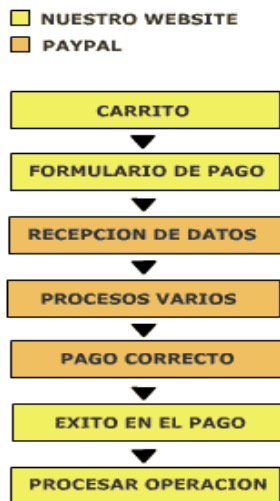 NUESTRO WEBSITE
PAYPAL
CARRITO
FORMULARIO DE PAGO
RECEPCION DE DATOS
PROCESOS VARIOS
PAGO CORRECTO
EXITO EN EL PAGO
PROCESAR OPERACION